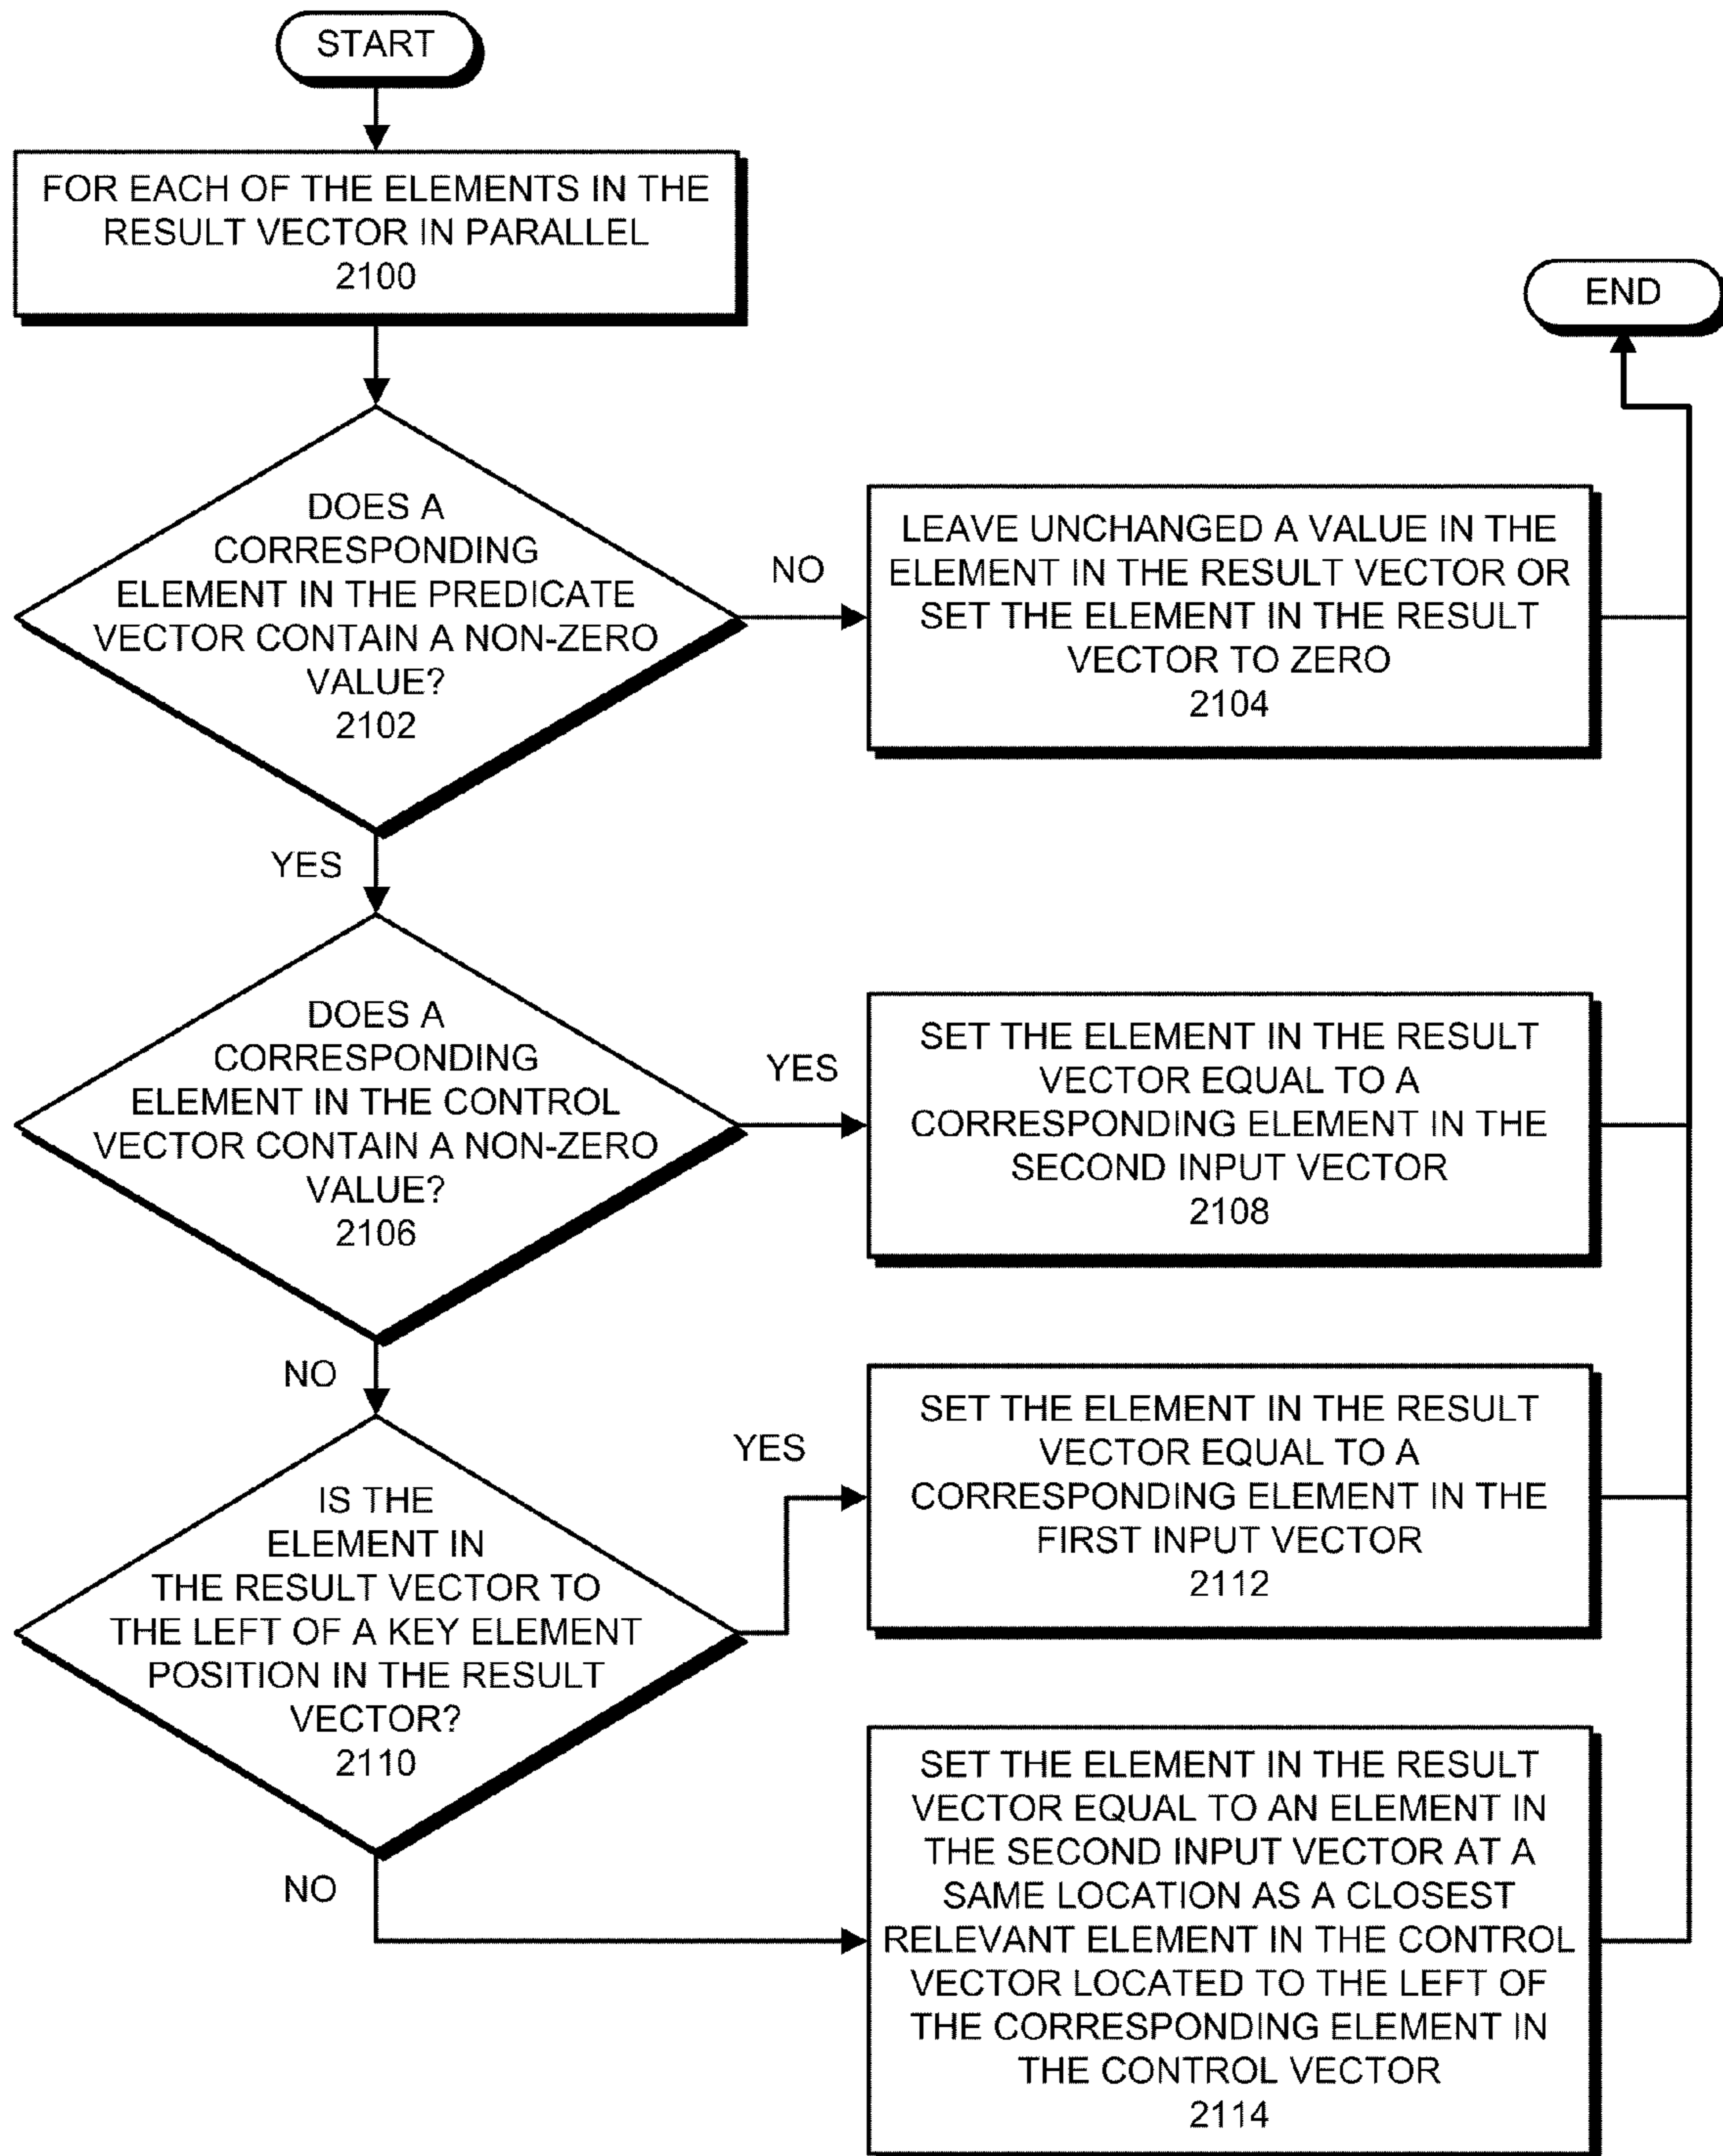 START
FOR EACH OF THE ELEMENTS IN THE
RESULT VECTOR IN PARALLEL
2100
END
DOES A
CORRESPONDING
ELEMENT IN THE PREDICATE
VECTOR CONTAIN A NON-ZERO
VALUE?
2102
NO
LEAVE UNCHANGED A VALUE IN THE
ELEMENT IN THE RESULT VECTOR OR
SET THE ELEMENT IN THE RESULT
VECTOR TO ZERO
2104
YES
DOES A
CORRESPONDING
ELEMENT IN THE CONTROL
VECTOR CONTAIN A NON-ZERO
VALUE?
2106
YES
SET THE ELEMENT IN THE RESULT
VECTOR EQUAL TO A
CORRESPONDING ELEMENT IN THE
SECOND INPUT VECTOR
2108
NO
IS THE
ELEMENT IN
THE RESULT VECTOR TO
THE LEFT OF A KEY ELEMENT
POSITION IN THE RESULT
VECTOR?
2110
YES
SET THE ELEMENT IN THE RESULT
VECTOR EQUAL TO A
CORRESPONDING ELEMENT IN THE
FIRST INPUT VECTOR
2112
NO
SET THE ELEMENT IN THE RESULT
VECTOR EQUAL TO AN ELEMENT IN
THE SECOND INPUT VECTOR AT A
SAME LOCATION AS A CLOSEST
RELEVANT ELEMENT IN THE CONTROL
VECTOR LOCATED TO THE LEFT OF
THE CORRESPONDING ELEMENT IN
THE CONTROL VECTOR
2114